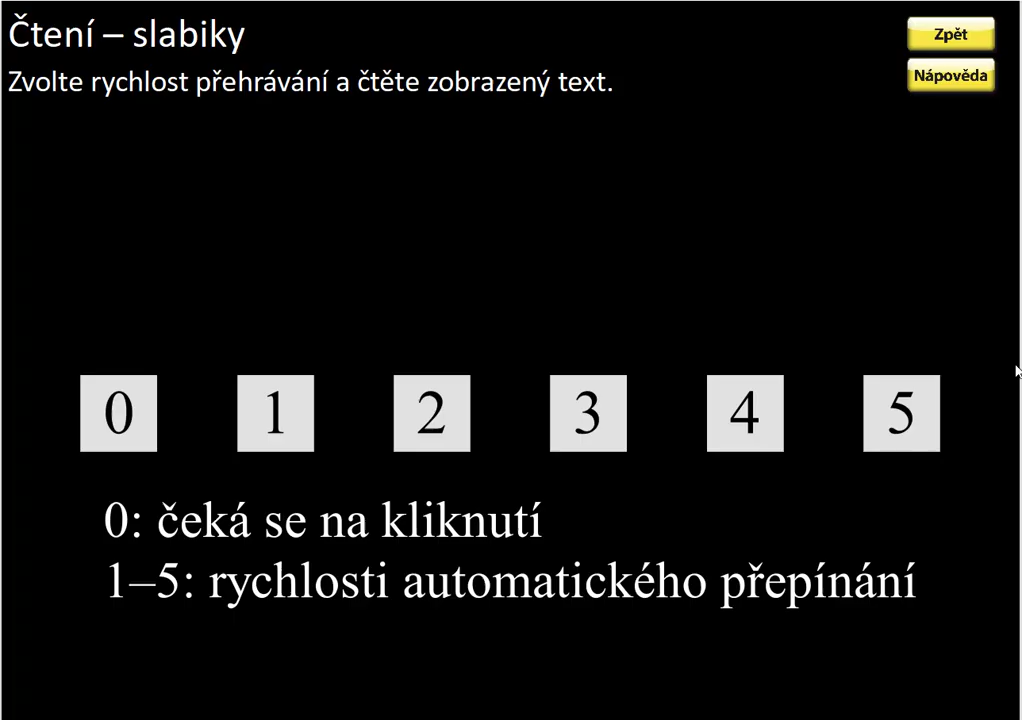 Čtení – slabiky
Zpět
Zvolte rychlost přehrávání a čtěte zobrazený text.
Nápověda
0 1 2 3 4 5
0: čeká se na kliknutí
1–5: rychlosti automatického přepínání